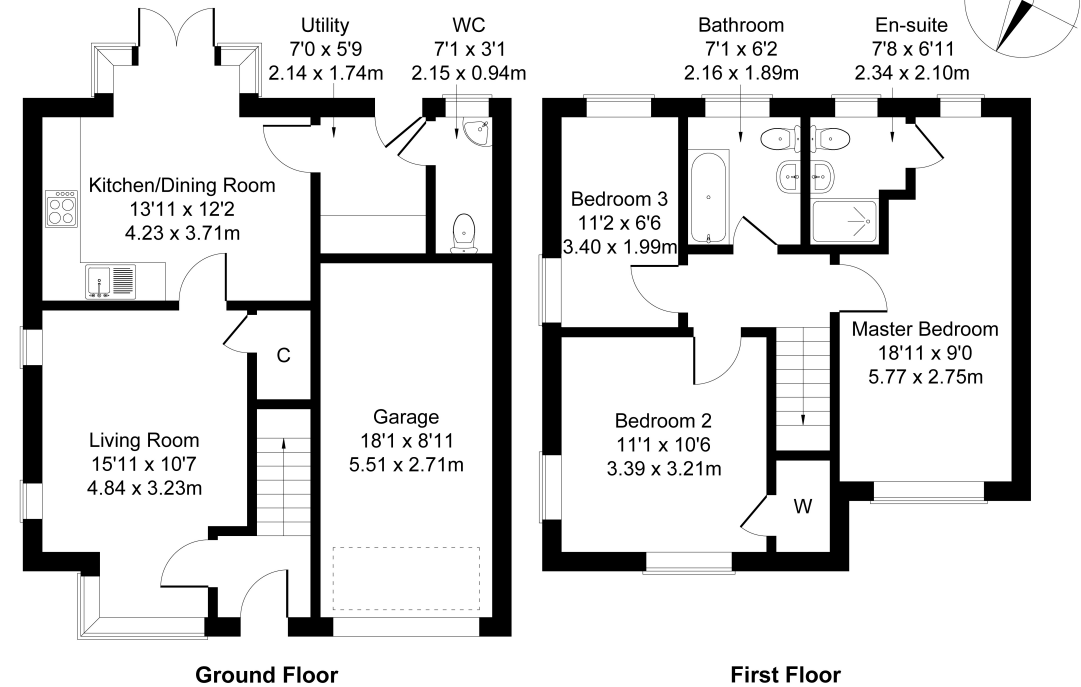 Utility
7'0 x 5'9
2.14 x 1.74m
WC
7'1 x 3'1
2.15 x 0.94m
Kitchen/Dining Room
13'11 x 12'2
4.23 x 3.71m
C
Living Room
15'11 x 10'7
4.84 x 3.23m
Garage
18'1 x 8'11
5.51 x 2.71m
Ground Floor
Bathroom
7'1 x 6'2
2.16 x 1.89m
En-suite
7'8 x 6'11
2.34 x 2.10m
Bedroom 3
11'2 x 6'6
3.40 x 1.99m
Master Bedroom
18'11 x 9'0
5.77 x 2.75m
Bedroom 2
11'1 x 10'6
3.39 x 3.21m
W
First Floor